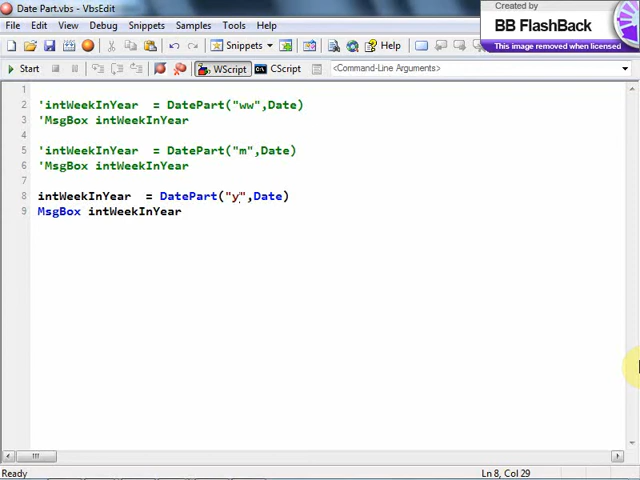 Date Part.vbs - VbsEdit
Created by
BB FlashBack
This image removed when licensed
File Edit View Debug Snippets Samples Tools Help
Snippets Help
Start WScript CScript <Command-Line Arguments>
1
2 'intWeekInYear = DatePart("ww",Date)
3 'MsgBox intWeekInYear
4
5 'intWeekInYear = DatePart("m",Date)
6 'MsgBox intWeekInYear
7
8 intWeekInYear = DatePart("y",Date)
9 MsgBox intWeekInYear
Ready Ln 8, Col 29